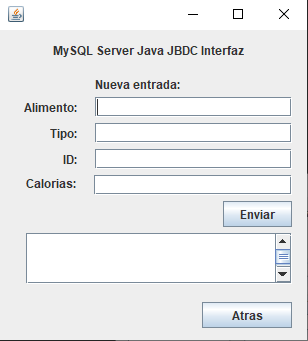 MySQL Server Java JBDC Interfaz
Nueva entrada:
Alimento:
Tipo:
ID:
Calorias:
Enviar
Atras